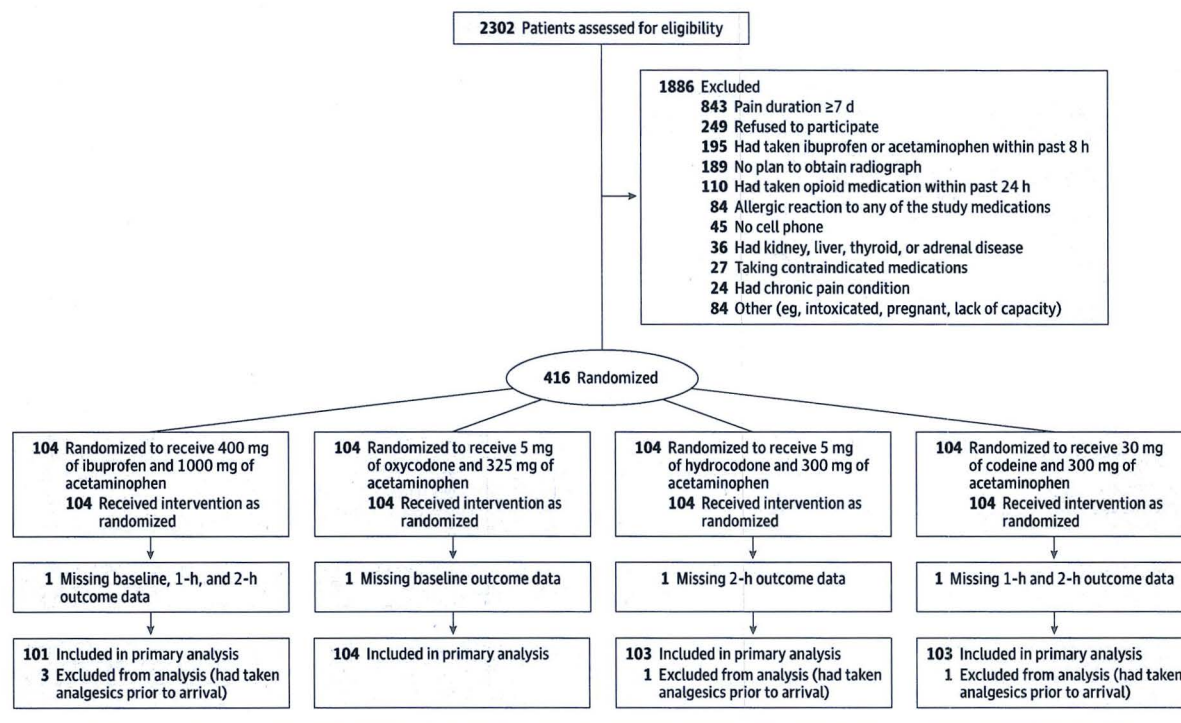 2302 Patients assessed for eligibility
1886 Excluded
843 Pain duration ≥7 d
249 Refused to participate
195 Had taken ibuprofen or acetaminophen within past 8 h
189 No plan to obtain radiograph
110 Had taken opioid medication within past 24 h
84 Allergic reaction to any of the study medications
45 No cell phone
36 Had kidney, liver, thyroid, or adrenal disease
27 Taking contraindicated medications
24 Had chronic pain condition
84 Other (eg, intoxicated, pregnant, lack of capacity)
416 Randomized
104 Randomized to receive 400 mg
of ibuprofen and 1000 mg of
acetaminophen
104 Received intervention as
randomized
104 Randomized to receive 5 mg
of oxycodone and 325 mg of
acetaminophen
104 Received intervention as
randomized
104 Randomized to receive 5 mg
of hydrocodone and 300 mg of
acetaminophen
104 Received intervention as
randomized
104 Randomized to receive 30 mg
of codeine and 300 mg of
acetaminophen
104 Received intervention as
randomized
1 Missing baseline, 1-h, and 2-h
outcome data
1 Missing baseline outcome data
1 Missing 2-h outcome data
1 Missing 1-h and 2-h outcome data
101 Included in primary analysis
3 Excluded from analysis (had taken
analgesics prior to arrival)
104 Included in primary analysis
103 Included in primary analysis
1 Excluded from analysis (had taken
analgesics prior to arrival)
103 Included in primary analysis
1 Excluded from analysis (had taken
analgesics prior to arrival)